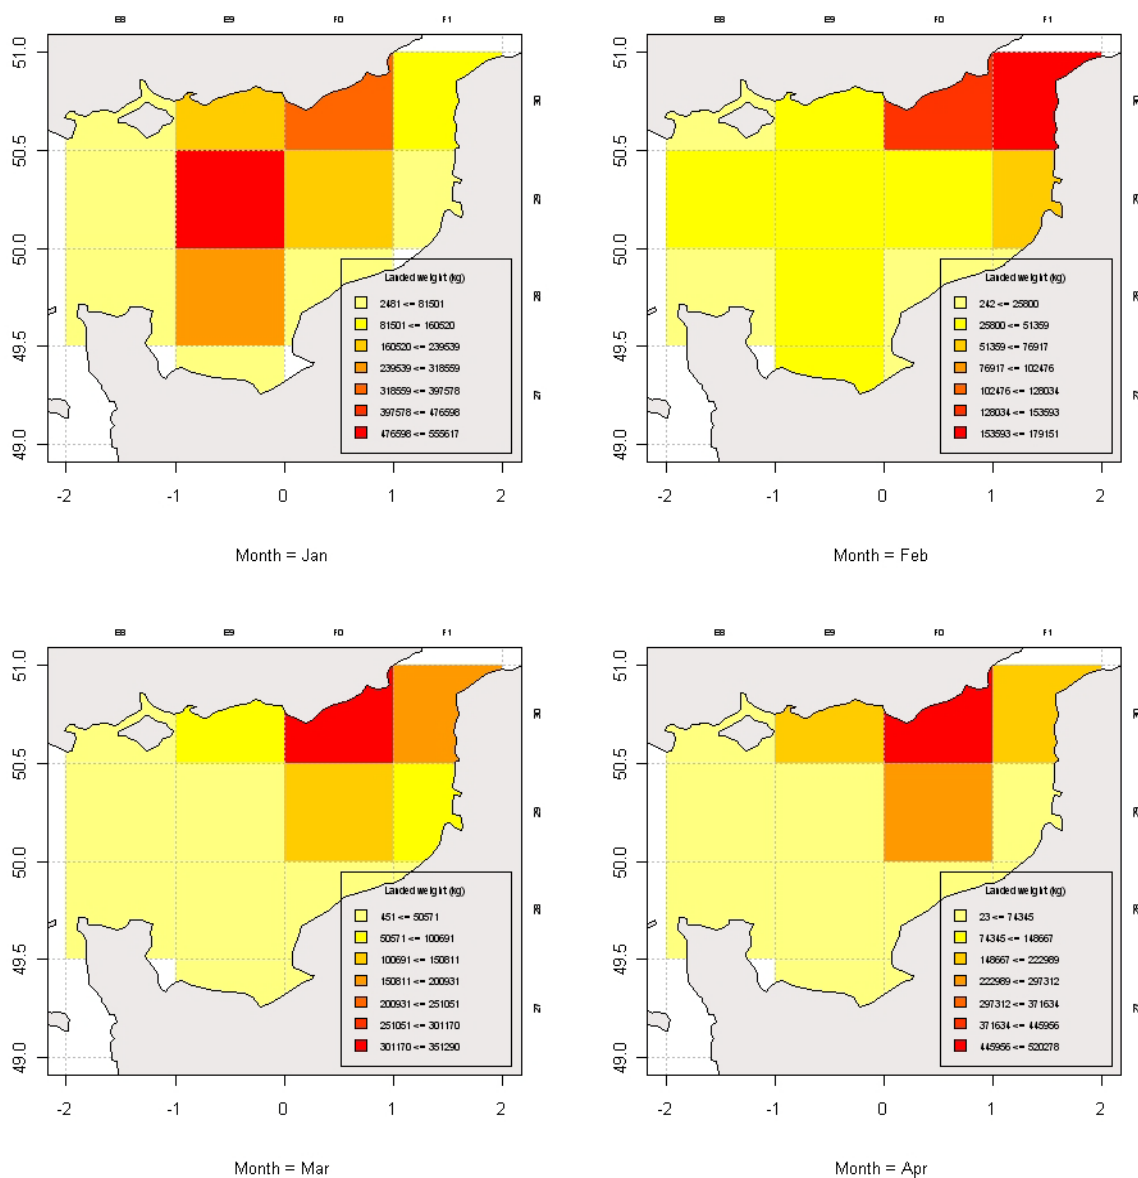 E8 E9 F0 F1
E8 E9 F0 F1
51.0
50.5
50.0
49.5
49.0
30
29
28
27
Landed weight (kg)
2481 <= 81501
81501 <= 160520
160520 <= 239539
239539 <= 318559
318559 <= 397578
397578 <= 476598
476598 <= 555617
-2 -1 0 1 2
Month = Jan
51.0
50.5
50.0
49.5
49.0
Landed weight (kg)
242 <= 25800
25800 <= 51359
51359 <= 76917
76917 <= 102476
102476 <= 128034
128034 <= 153593
153593 <= 179151
-2 -1 0 1 2
Month = Feb
E8 E9 F0 F1
E8 E9 F0 F1
51.0
50.5
50.0
49.5
49.0
30
29
28
27
Landed weight (kg)
451 <= 50571
50571 <= 100691
100691 <= 150811
150811 <= 200931
200931 <= 251051
251051 <= 301170
301170 <= 351290
-2 -1 0 1 2
Month = Mar
51.0
50.5
50.0
49.5
49.0
Landed weight (kg)
23 <= 74345
74345 <= 148667
148667 <= 222989
222989 <= 297312
297312 <= 371634
371634 <= 445956
445956 <= 520278
-2 -1 0 1 2
Month = Apr